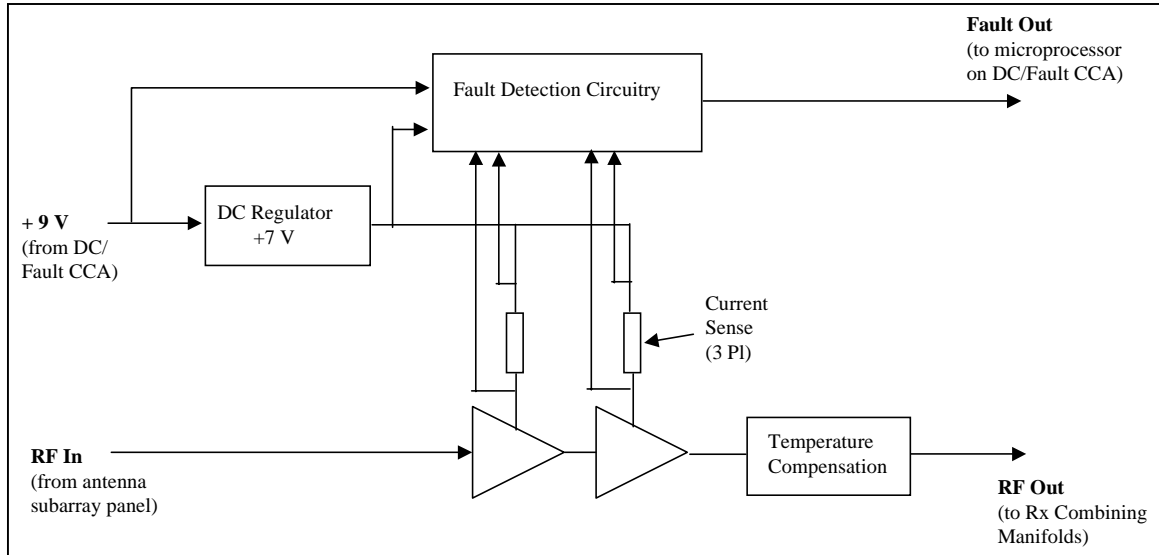 Fault Out
(to microprocessor
on DC/Fault CCA)
Fault Detection Circuitry
+ 9 V
(from DC/
Fault CCA)
DC Regulator
+7 V
Current
Sense
(3 Pl)
RF In
(from antenna
subarray panel)
Temperature
Compensation
RF Out
(to Rx Combining
Manifolds)